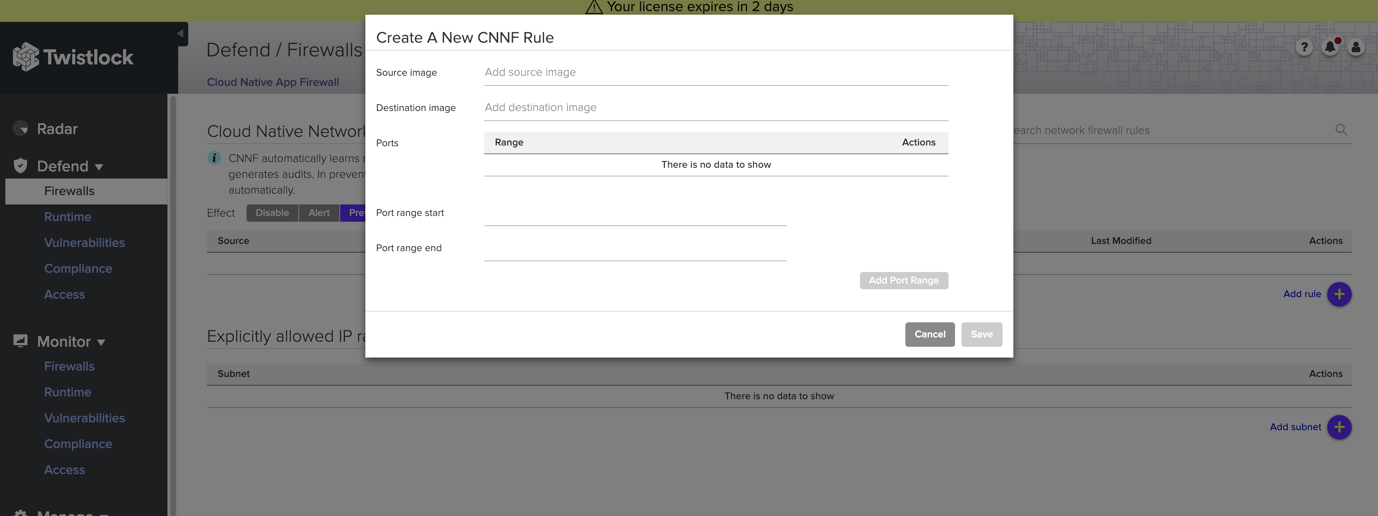 Your license expires in 2 days
Twistlock
Defend / Firewalls
Cloud Native App Firewall
Radar
Defend
Firewalls
Runtime
Vulnerabilities
Compliance
Access
Monitor
Firewalls
Runtime
Vulnerabilities
Compliance
Access
Cloud Native Network
CNNF automatically learns
generates audits. In
automatically.
Effect Disable Alert
Source Last Modified Actions
Add rule
Explicitly allowed IP
Subnet Actions
There is no data to show
Add subnet
network firewall rules
Create A New CNNF Rule
Source image Add source image
Destination image Add destination image
Ports Range Actions
There is no data to show
Port range start
Port range end
Add Port Range
Cancel Save